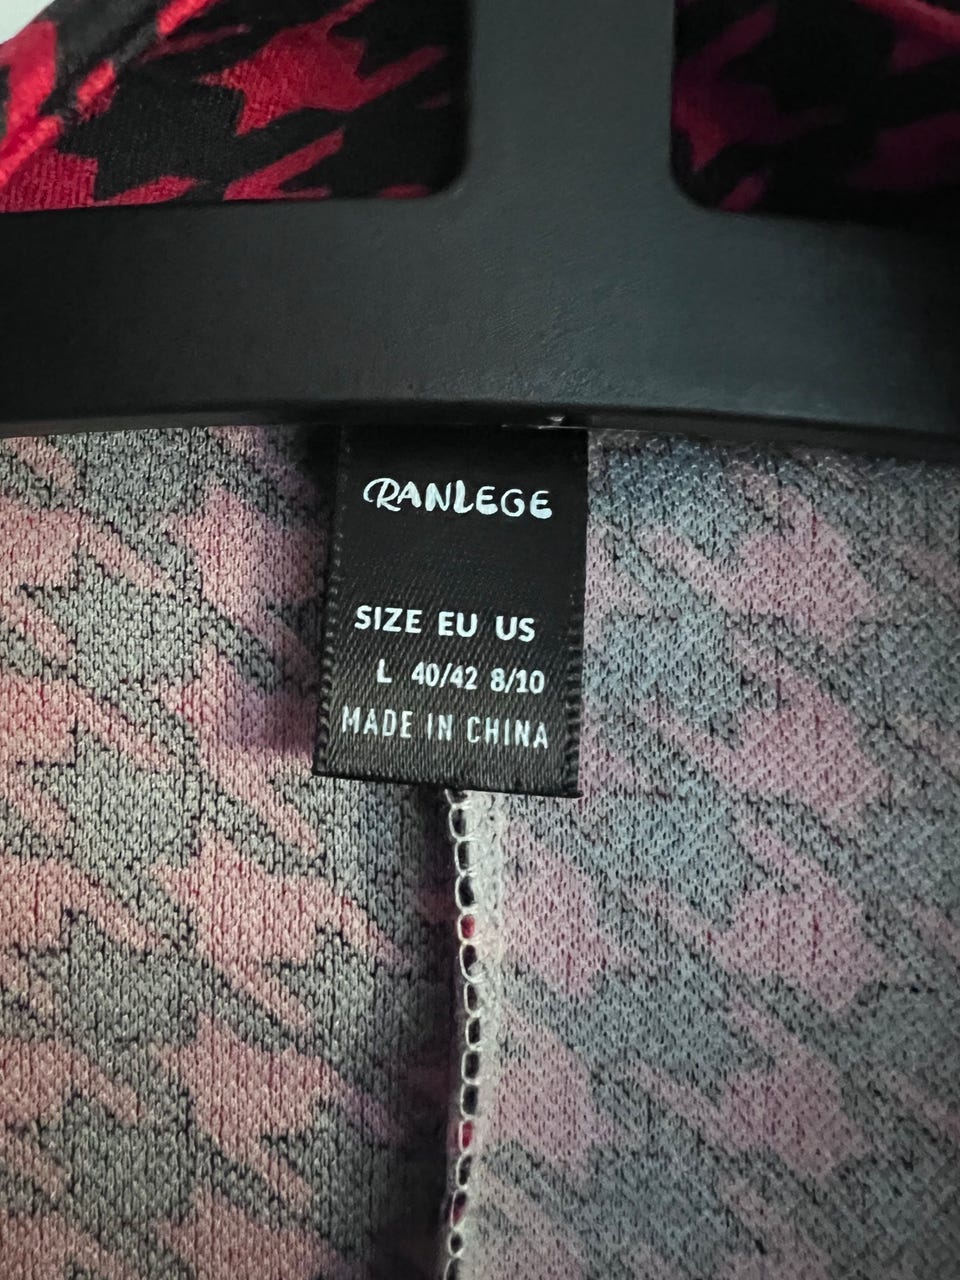 RANLEGE
SIZE EU US
L 40/42 8/10
MADE IN CHINA